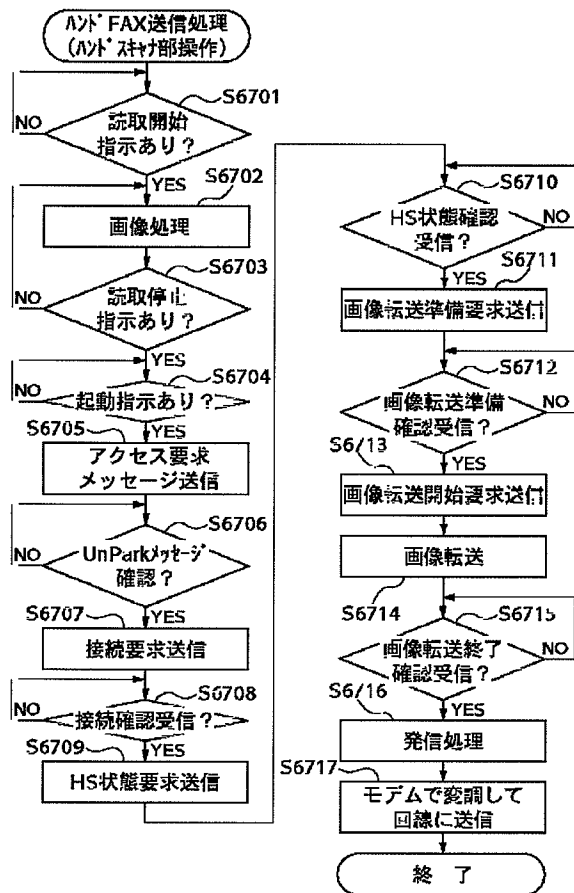 ハンドFAX送信処理
(ハンドスキャナ部操作)
S6701
読取開始
指示あり?
NO
YES
S6702
画像処理
S6703
読取停止
指示あり?
NO
YES
S6704
起動指示あり?
NO
YES
S6705
アクセス要求
メッセージ送信
S6706
UnParkメッセージ
確認?
NO
YES
S6707
接続要求送信
S6708
接続確認受信?
NO
YES
S6709
HS状態要求送信
S6710
HS状態確認
受信?
NO
YES
S6711
画像転送準備要求送信
S6712
画像転送準備
確認受信?
NO
YES
S6/13
画像転送開始要求送信
画像転送
S6714
S6715
画像転送終了
確認受信?
NO
YES
S6/16
発信処理
S6717
モデムで変調して
回線に送信
終了